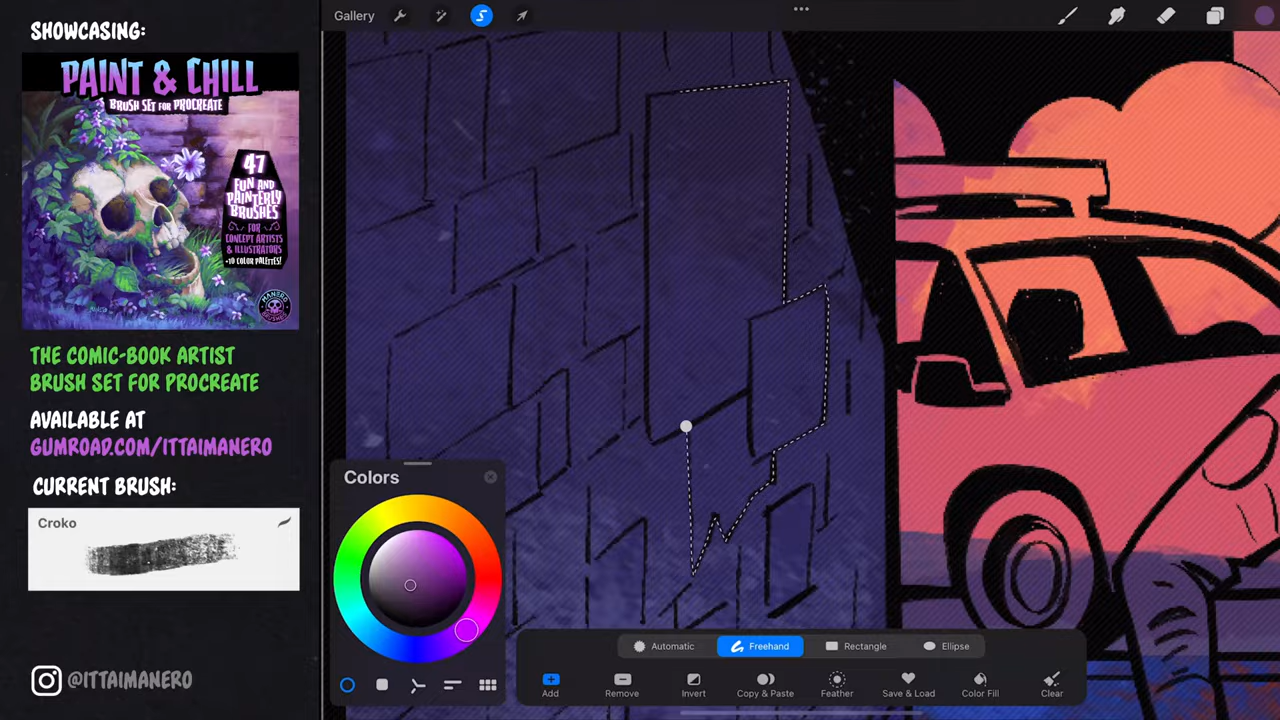 SHOWCASING:
PAINT & CHILL
BRUSH SET FOR PROCREATE
47
FUN AND
PAINTERLY
BRUSHES
FOR
CONCEPT ARTISTS
& ILLUSTRATORS
+10 COLOR PALETTES!
MANERO
BRUSHES
THE COMIC-BOOK ARTIST
BRUSH SET FOR PROCREATE
AVAILABLE AT
GUMROAD.COM/ITTAIMANERO
CURRENT BRUSH:
Croko
@ITTAIMANERO
Gallery
Colors
Automatic
Freehand
Rectangle
Ellipse
Add
Remove
Invert
Copy & Paste
Feather
Save & Load
Color Fill
Clear